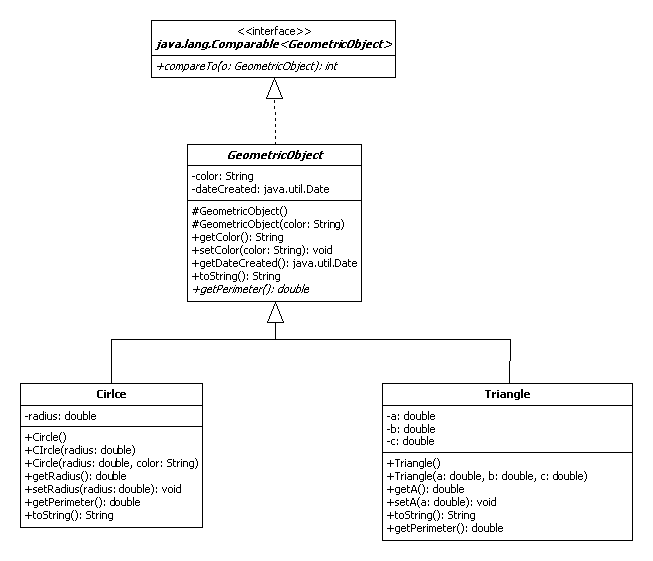 <<interface>>
java.lang.Comparable<GeometricObject>
+compareTo(o: GeometricObject): int
GeometricObject
-color: String
-dateCreated: java.util.Date
#GeometricObject()
#GeometricObject(color: String)
+getColor(): String
+setColor(color: String): void
+getDateCreated(): java.util.Date
+toString(): String
+getPerimeter(): double
Cirlce
-radius: double
+Circle()
+CIrcle(radius: double)
+Circle(radius: double, color: String)
+getRadius(): double
+setRadius(radius: double): void
+getPerimeter(): double
+toString(): String
Triangle
-a: double
-b: double
-c: double
+Triangle()
+Triangle(a: double, b: double, c: double)
+getA(): double
+setA(a: double): void
+toString(): String
+getPerimeter(): double